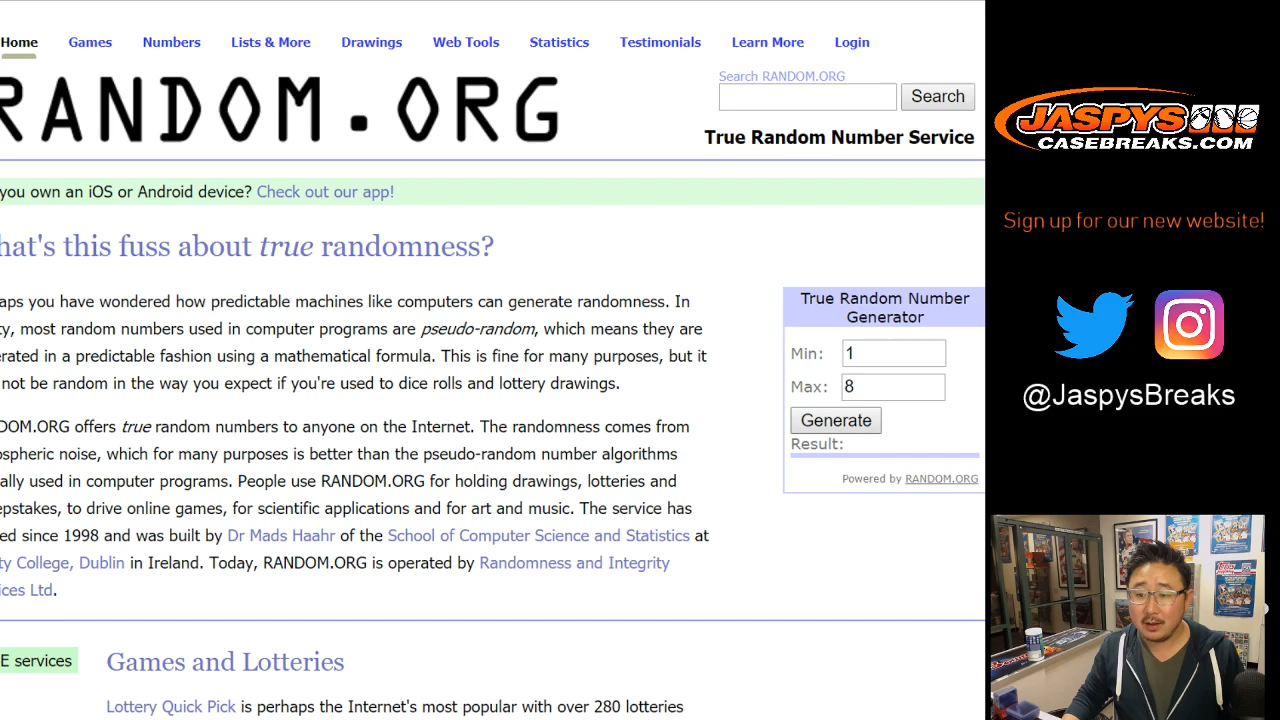 Home Games Numbers Lists & More Drawings Web Tools Statistics Testimonials Learn More Login
Search RANDOM.ORG
RANDOM.ORG
Search
True Random Number Service
you own an iOS or Android device? Check out our app!
hat's this fuss about true randomness?
aps you have wondered how predictable machines like computers can generate randomness. In
ty, most random numbers used in computer programs are pseudo-random, which means they are
erated in a predictable fashion using a mathematical formula. This is fine for many purposes, but it
not be random in the way you expect if you're used to dice rolls and lottery drawings.
DOM.ORG offers true random numbers to anyone on the Internet. The randomness comes from
ospheric noise, which for many purposes is better than the pseudo-random number algorithms
ally used in computer programs. People use RANDOM.ORG for holding drawings, lotteries and
epstakes, to drive online games, for scientific applications and for art and music. The service has
ed since 1998 and was built by Dr Mads Haahr of the School of Computer Science and Statistics at
ty College, Dublin in Ireland. Today, RANDOM.ORG is operated by Randomness and Integrity
ices Ltd.
True Random Number
Generator
Min: 1
Max: 8
Generate
Result:
Powered by RANDOM.ORG
E services
Games and Lotteries
Lottery Quick Pick is perhaps the Internet's most popular with over 280 lotteries
JASPYS
CASEBREAKS.COM
Sign up for our new website!
@JaspysBreaks